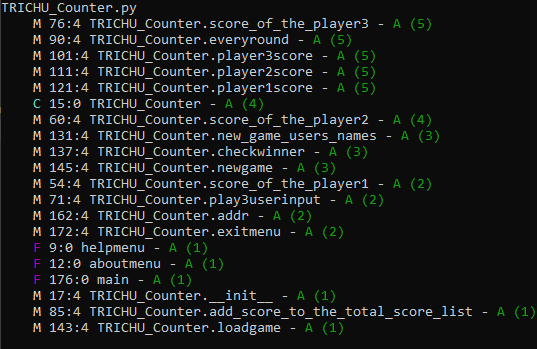 TRICHU_Counter.py
M 76:4 TRICHU_Counter.score_of_the_player3 - A (5)
M 90:4 TRICHU_Counter.everyround - A (5)
M 101:4 TRICHU_Counter.player3score - A (5)
M 111:4 TRICHU_Counter.player2score - A (5)
M 121:4 TRICHU_Counter.player1score - A (5)
C 15:0 TRICHU_Counter - A (4)
M 60:4 TRICHU_Counter.score_of_the_player2 - A (4)
M 131:4 TRICHU_Counter.new_game_users_names - A (3)
M 137:4 TRICHU_Counter.checkwinner - A (3)
M 145:4 TRICHU_Counter.newgame - A (3)
M 54:4 TRICHU_Counter.score_of_the_player1 - A (2)
M 71:4 TRICHU_Counter.play3userinput - A (2)
M 162:4 TRICHU_Counter.addr - A (2)
M 172:4 TRICHU_Counter.exitmenu - A (2)
F 9:0 helpmenu - A (1)
F 12:0 aboutmenu - A (1)
F 176:0 main - A (1)
M 17:4 TRICHU_Counter.__init__ - A (1)
M 85:4 TRICHU_Counter.add_score_to_the_total_score_list - A (1)
M 143:4 TRICHU_Counter.loadgame - A (1)